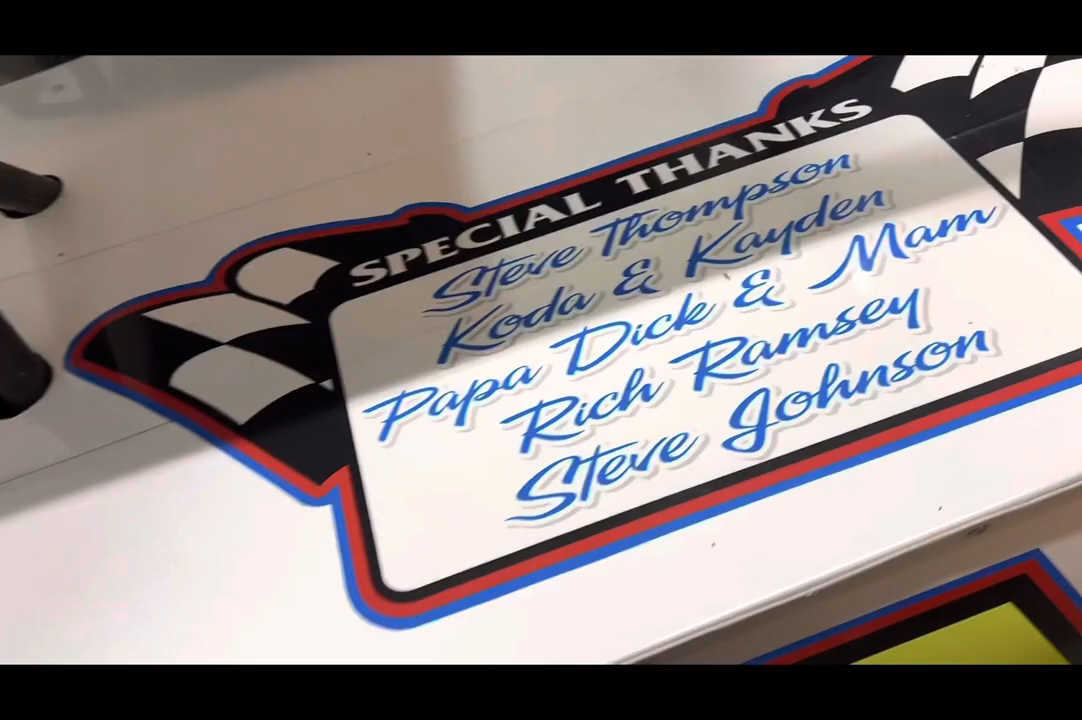 SPECIAL THANKS
Steve Thompson
Koda & Kayden
Papa Dick & Mam
Rich Ramsey
Steve Johnson